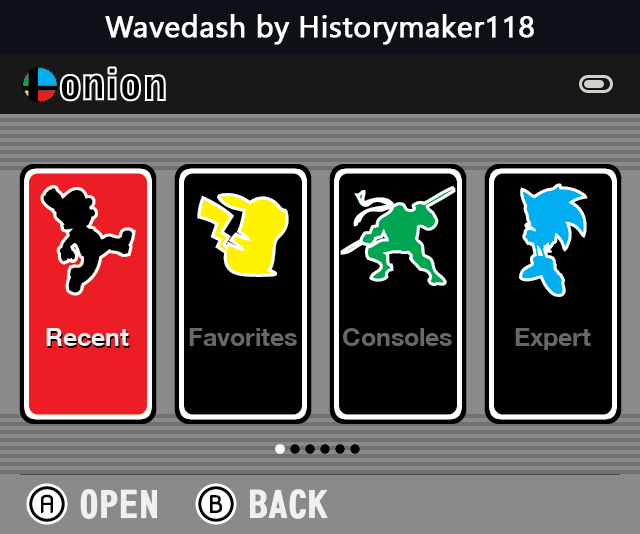 Wavedash by Historymaker118
onion
Recent
Favorites
Consoles
Expert
A OPEN B BACK